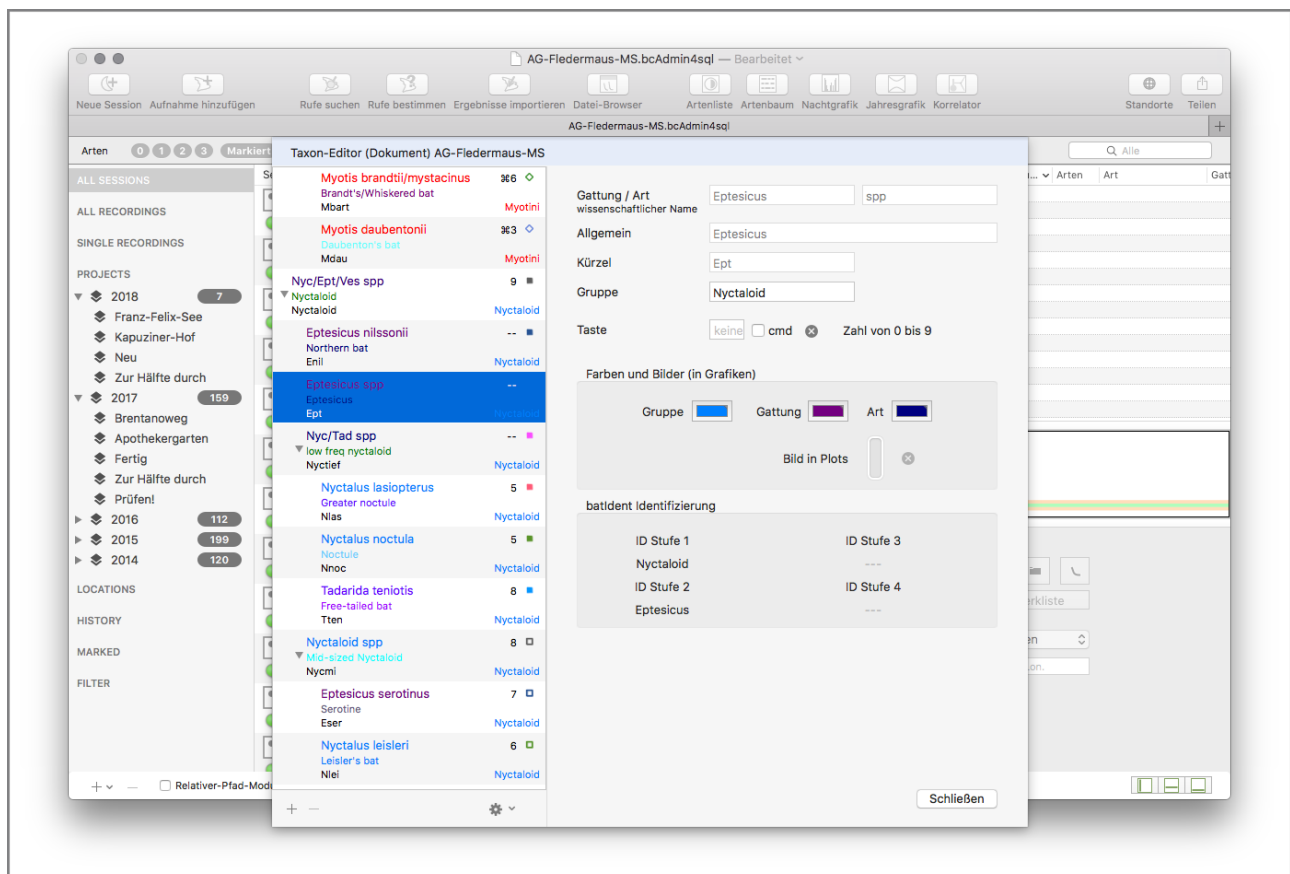 AG-Fledermaus-MS.bcAdmin4sql — Bearbeitet
Neue Session Aufnahme hinzufügen Rufe suchen Rufe bestimmen Ergebnisse importieren Datei-Browser Artenliste Artenbaum Nachtgrafik Jahresgrafik Korrelator Standorte Teilen
AG-Fledermaus-MS.bcAdmin4sql
Arten 0 1 2 3 Markiert
Alle
Taxon-Editor (Dokument) AG-Fledermaus-MS
ALL SESSIONS
ALL RECORDINGS
SINGLE RECORDINGS
PROJECTS
2018 7
Franz-Felix-See
Kapuziner-Hof
Neu
Zur Hälfte durch
2017 159
Brentanoweg
Apothekergarten
Fertig
Zur Hälfte durch
Prüfen!
2016 112
2015 199
2014 120
LOCATIONS
HISTORY
MARKED
FILTER
Relativer-Pfad-Modu
Myotis brandtii/mystacinus ⌘6
Brandt's/Whiskered bat
Mbart Myotini
Myotis daubentonii ⌘3
Daubenton's bat
Mdau Myotini
Nyc/Ept/Ves spp 9
Nyctaloid
Nyctaloid Nyctaloid
Eptesicus nilssonii --
Northern bat
Enil Nyctaloid
Eptesicus spp --
Eptesicus
Ept Nyctaloid
Nyc/Tad spp --
low freq nyctaloid
Nyctief Nyctaloid
Nyctalus lasiopterus 5
Greater noctule
Nlas Nyctaloid
Nyctalus noctula 5
Noctule
Nnoc Nyctaloid
Tadarida teniotis 8
Free-tailed bat
Tten Nyctaloid
Nyctaloid spp 8
Mid-sized Nyctaloid
Nycmi Nyctaloid
Eptesicus serotinus 7
Serotine
Eser Nyctaloid
Nyctalus leisleri 6
Leisler's bat
Nlei Nyctaloid
Gattung / Art Eptesicus spp
wissenschaftlicher Name
Allgemein Eptesicus
Kürzel Ept
Gruppe Nyctaloid
Taste keine cmd Zahl von 0 bis 9
Farben und Bilder (in Grafiken)
Gruppe Gattung Art
Bild in Plots
batIdent Identifizierung
ID Stufe 1 ID Stufe 3
Nyctaloid ---
ID Stufe 2 ID Stufe 4
Eptesicus ---
Schließen
Arten Art Gatt
erkliste
en
on.